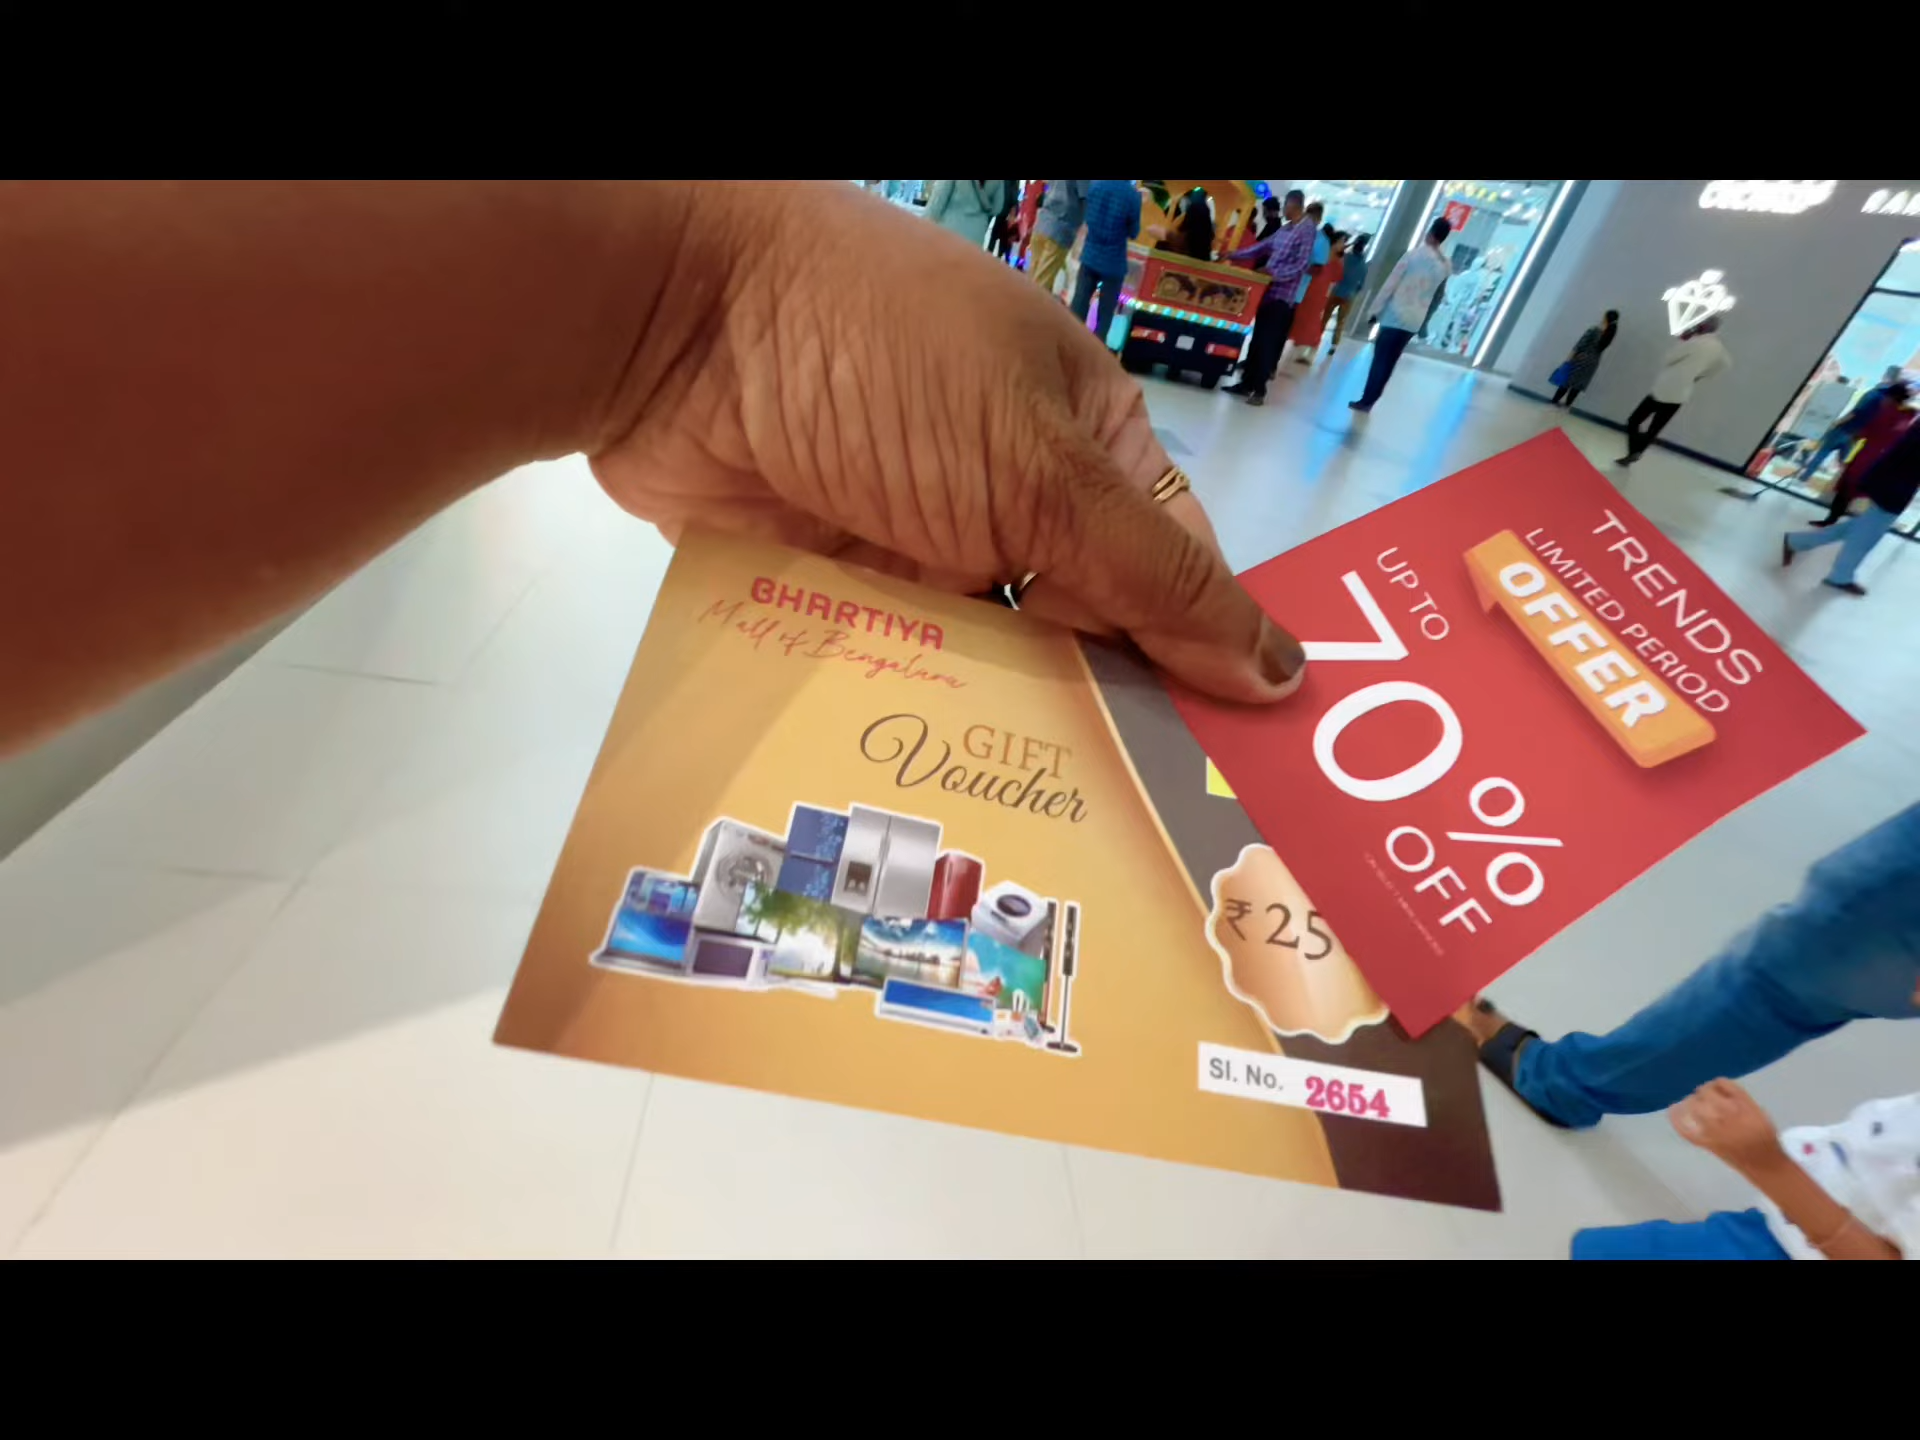 BHARTIYA
Mall of Bengaluru
GIFT
Voucher
₹ 25
Sl. No. 2654
TRENDS
LIMITED PERIOD
OFFER
UP TO
70%
OFF